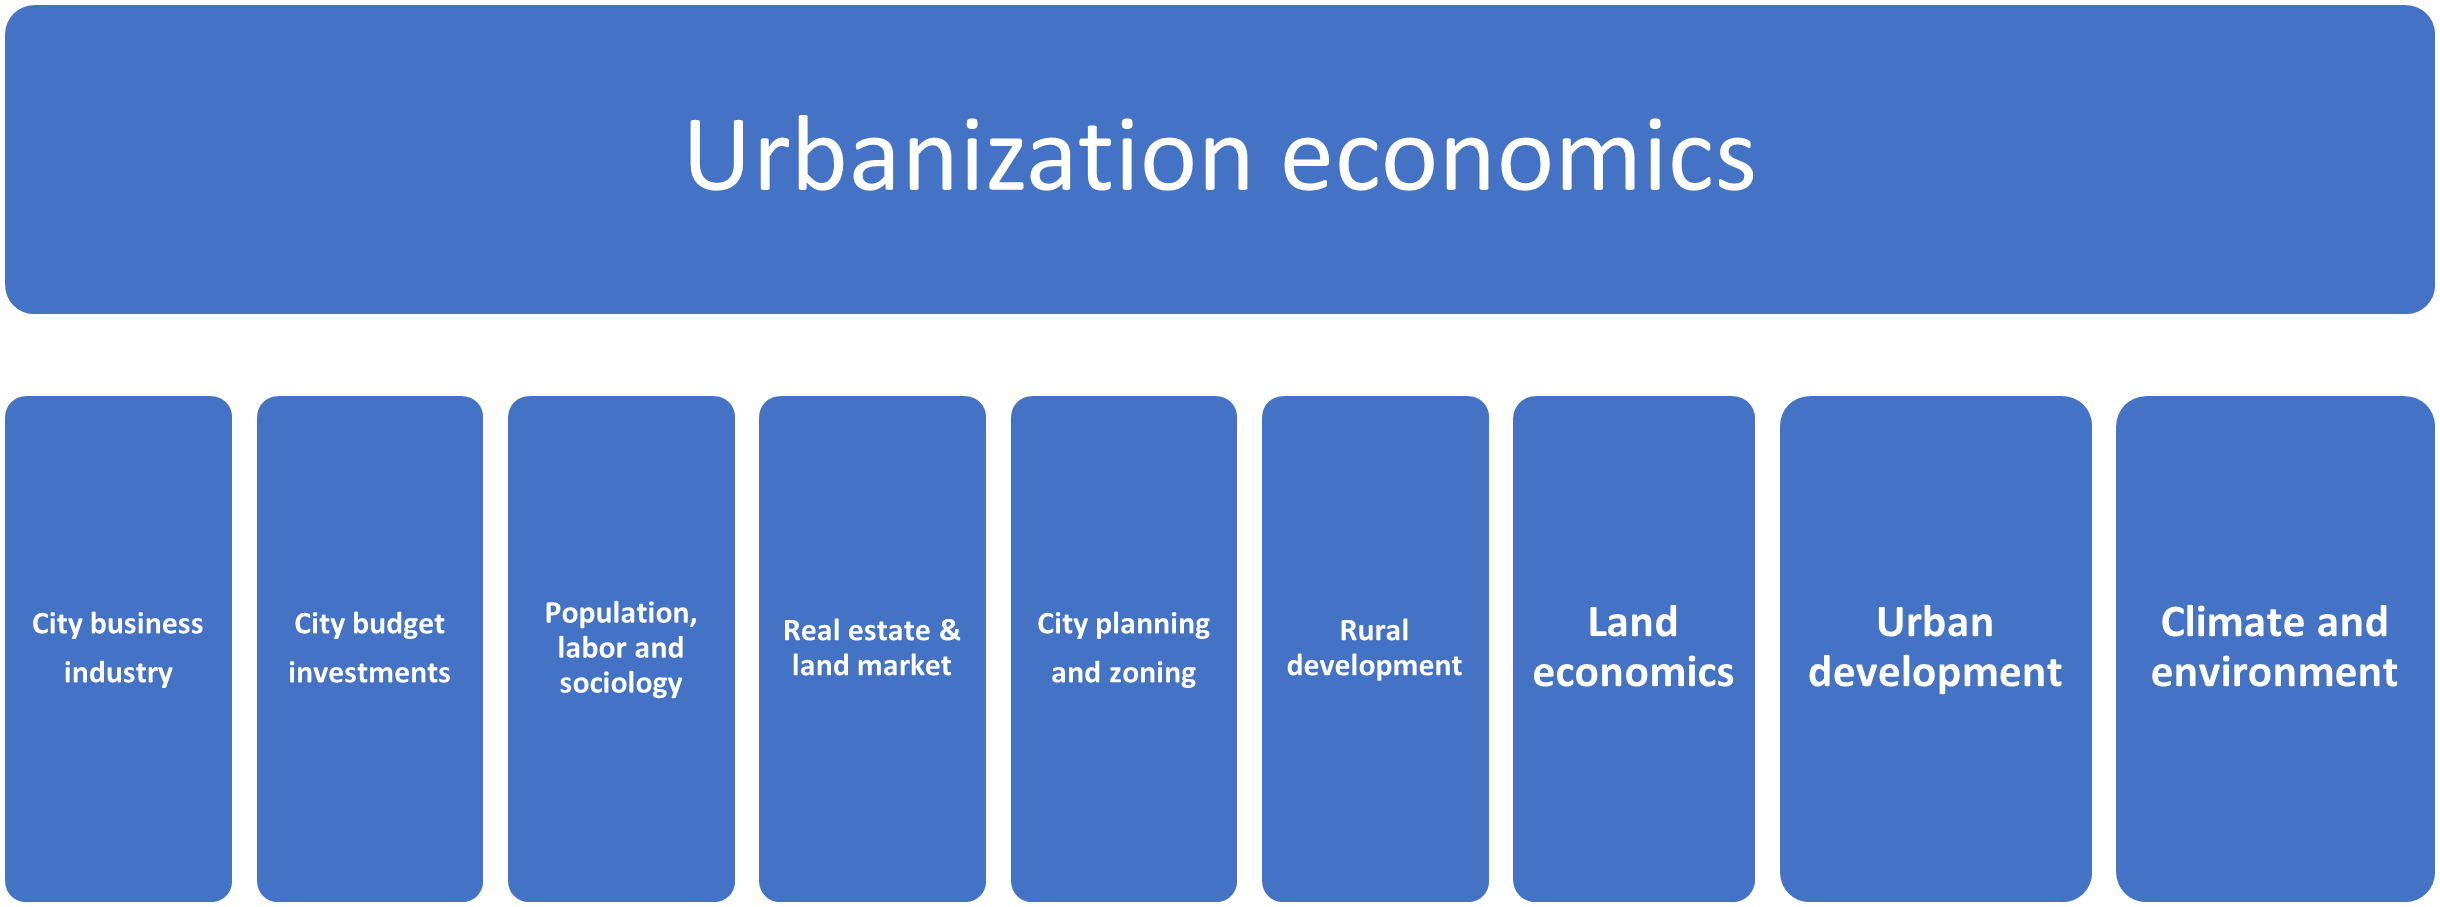 Urbanization economics
City business
industry
City budget
investments
Population,
labor and
sociology
Real estate &
land market
City planning
and zoning
Rural
development
Land
economics
Urban
development
Climate and
environment